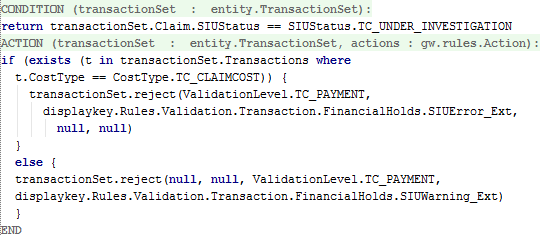 CONDITION (transactionSet : entity.TransactionSet):
return transactionSet.Claim.SIUStatus == SIUStatus.TC_UNDER_INVESTIGATION
ACTION (transactionSet : entity.TransactionSet, actions : gw.rules.Action):
if (exists (t in transactionSet.Transactions where
t.CostType == CostType.TC_CLAIMCOST)) {
transactionSet.reject(ValidationLevel.TC_PAYMENT,
displaykey.Rules.Validation.Transaction.FinancialHolds.SIUError_Ext,
null, null)
}
else {
transactionSet.reject(null, null, ValidationLevel.TC_PAYMENT,
displaykey.Rules.Validation.Transaction.FinancialHolds.SIUWarning_Ext)
}
END